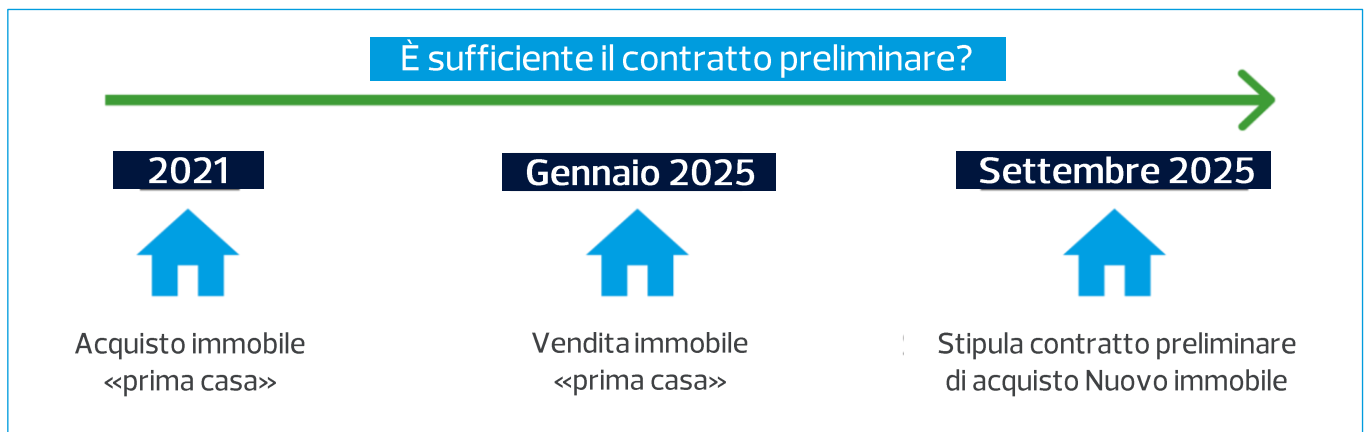 È sufficiente il contratto preliminare?
2021
Gennaio 2025
Settembre 2025
Acquisto immobile
«prima casa»
Vendita immobile
«prima casa»
Stipula contratto preliminare
di acquisto Nuovo immobile